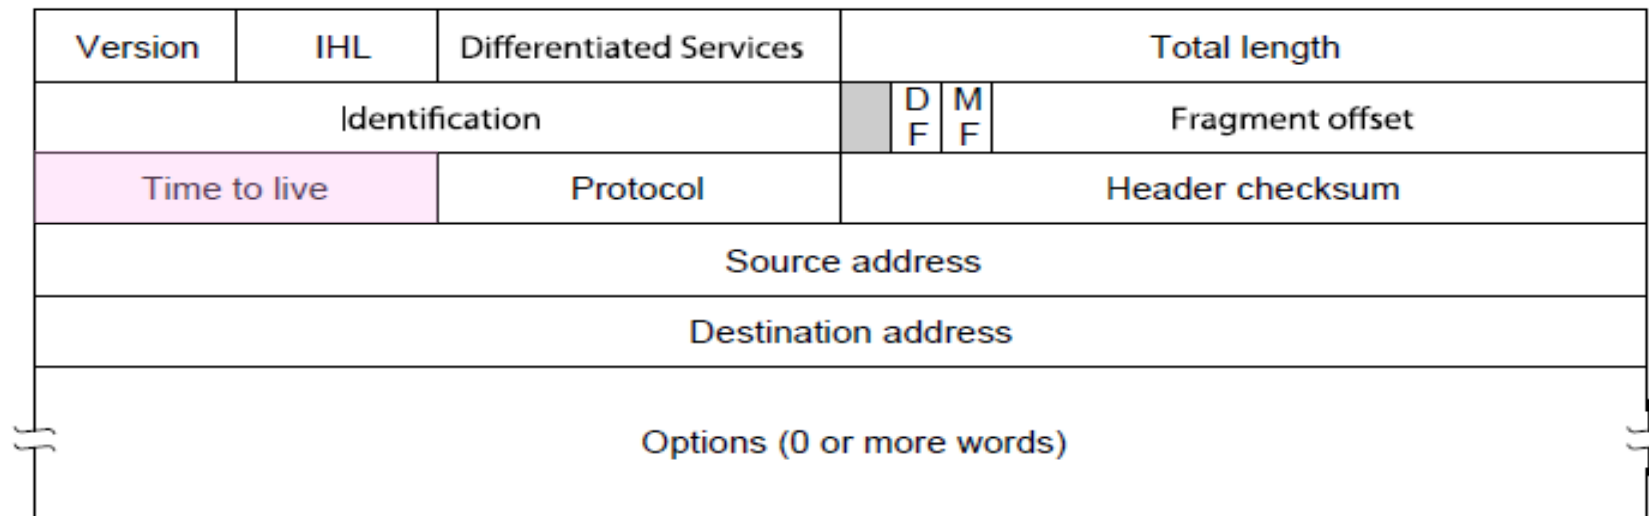 Version IHL Differentiated Services Total length
Identification D F M F Fragment offset
Time to live Protocol Header checksum
Source address
Destination address
Options (0 or more words)